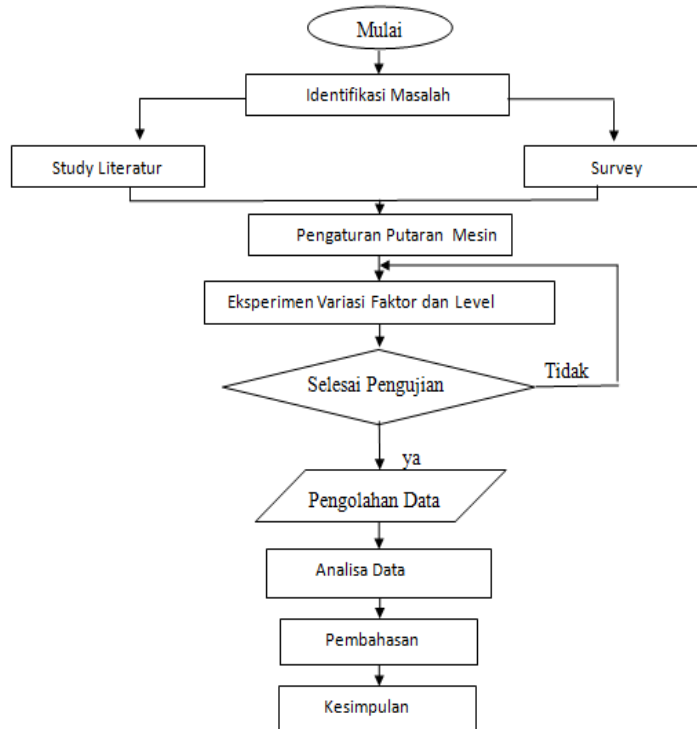 Mulai
Identifikasi Masalah
Study Literatur
Survey
Pengaturan Putaran Mesin
Eksperimen Variasi Faktor dan Level
Selesai Pengujian
Tidak
ya
Pengolahan Data
Analisa Data
Pembahasan
Kesimpulan